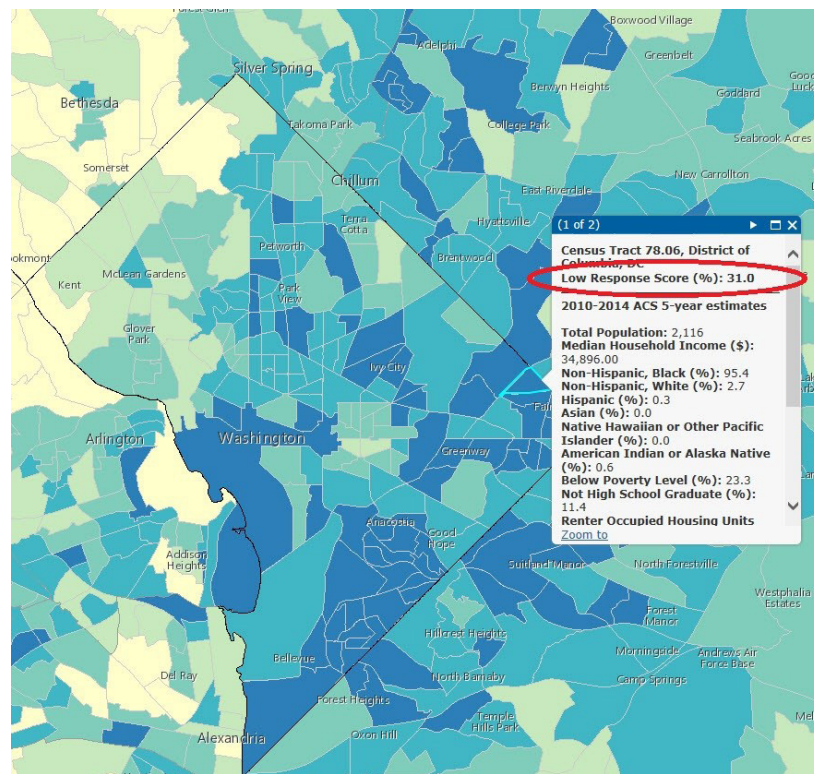 Forest Glen
Boxwood Village
Adelphi
Greenbelt
Silver Spring
Bethesda
Berwyn Heights
Goddard
Good
Luck
Takoma Park
College Park
Seabrook Acres
Somerset
Chillum
New Carrollton
East Riverdale
Terra
Cotta
Hyattsville
Petworth
Brentwood
Kent
McLean Gardens
Park
View
Glover
Park
Ivy City
Arlington
Washington
Greenway
Anacostia
Good
Hope
Addison
Heights
Suitland Manor
North Forestville
Westphalia
Estates
Forest
Manor
Hillcrest Heights
Morningside
Andrews Air
Force Base
Bellevue
Del Ray
North Barnaby
Camp Springs
Forest Heights
Temple
Hills Park
Alexandria
Oxon Hill
Mel
(1 of 2)
Census Tract 78.06, District of
Columbia, DC
Low Response Score (%): 31.0
2010-2014 ACS 5-year estimates
Total Population: 2,116
Median Household Income ($):
34,896.00
Non-Hispanic, Black (%): 95.4
Non-Hispanic, White (%): 2.7
Hispanic (%): 0.3
Asian (%): 0.0
Native Hawaiian or Other Pacific
Islander (%): 0.0
American Indian or Alaska Native
(%): 0.6
Below Poverty Level (%): 23.3
Not High School Graduate (%):
11.4
Renter Occupied Housing Units
Zoom to